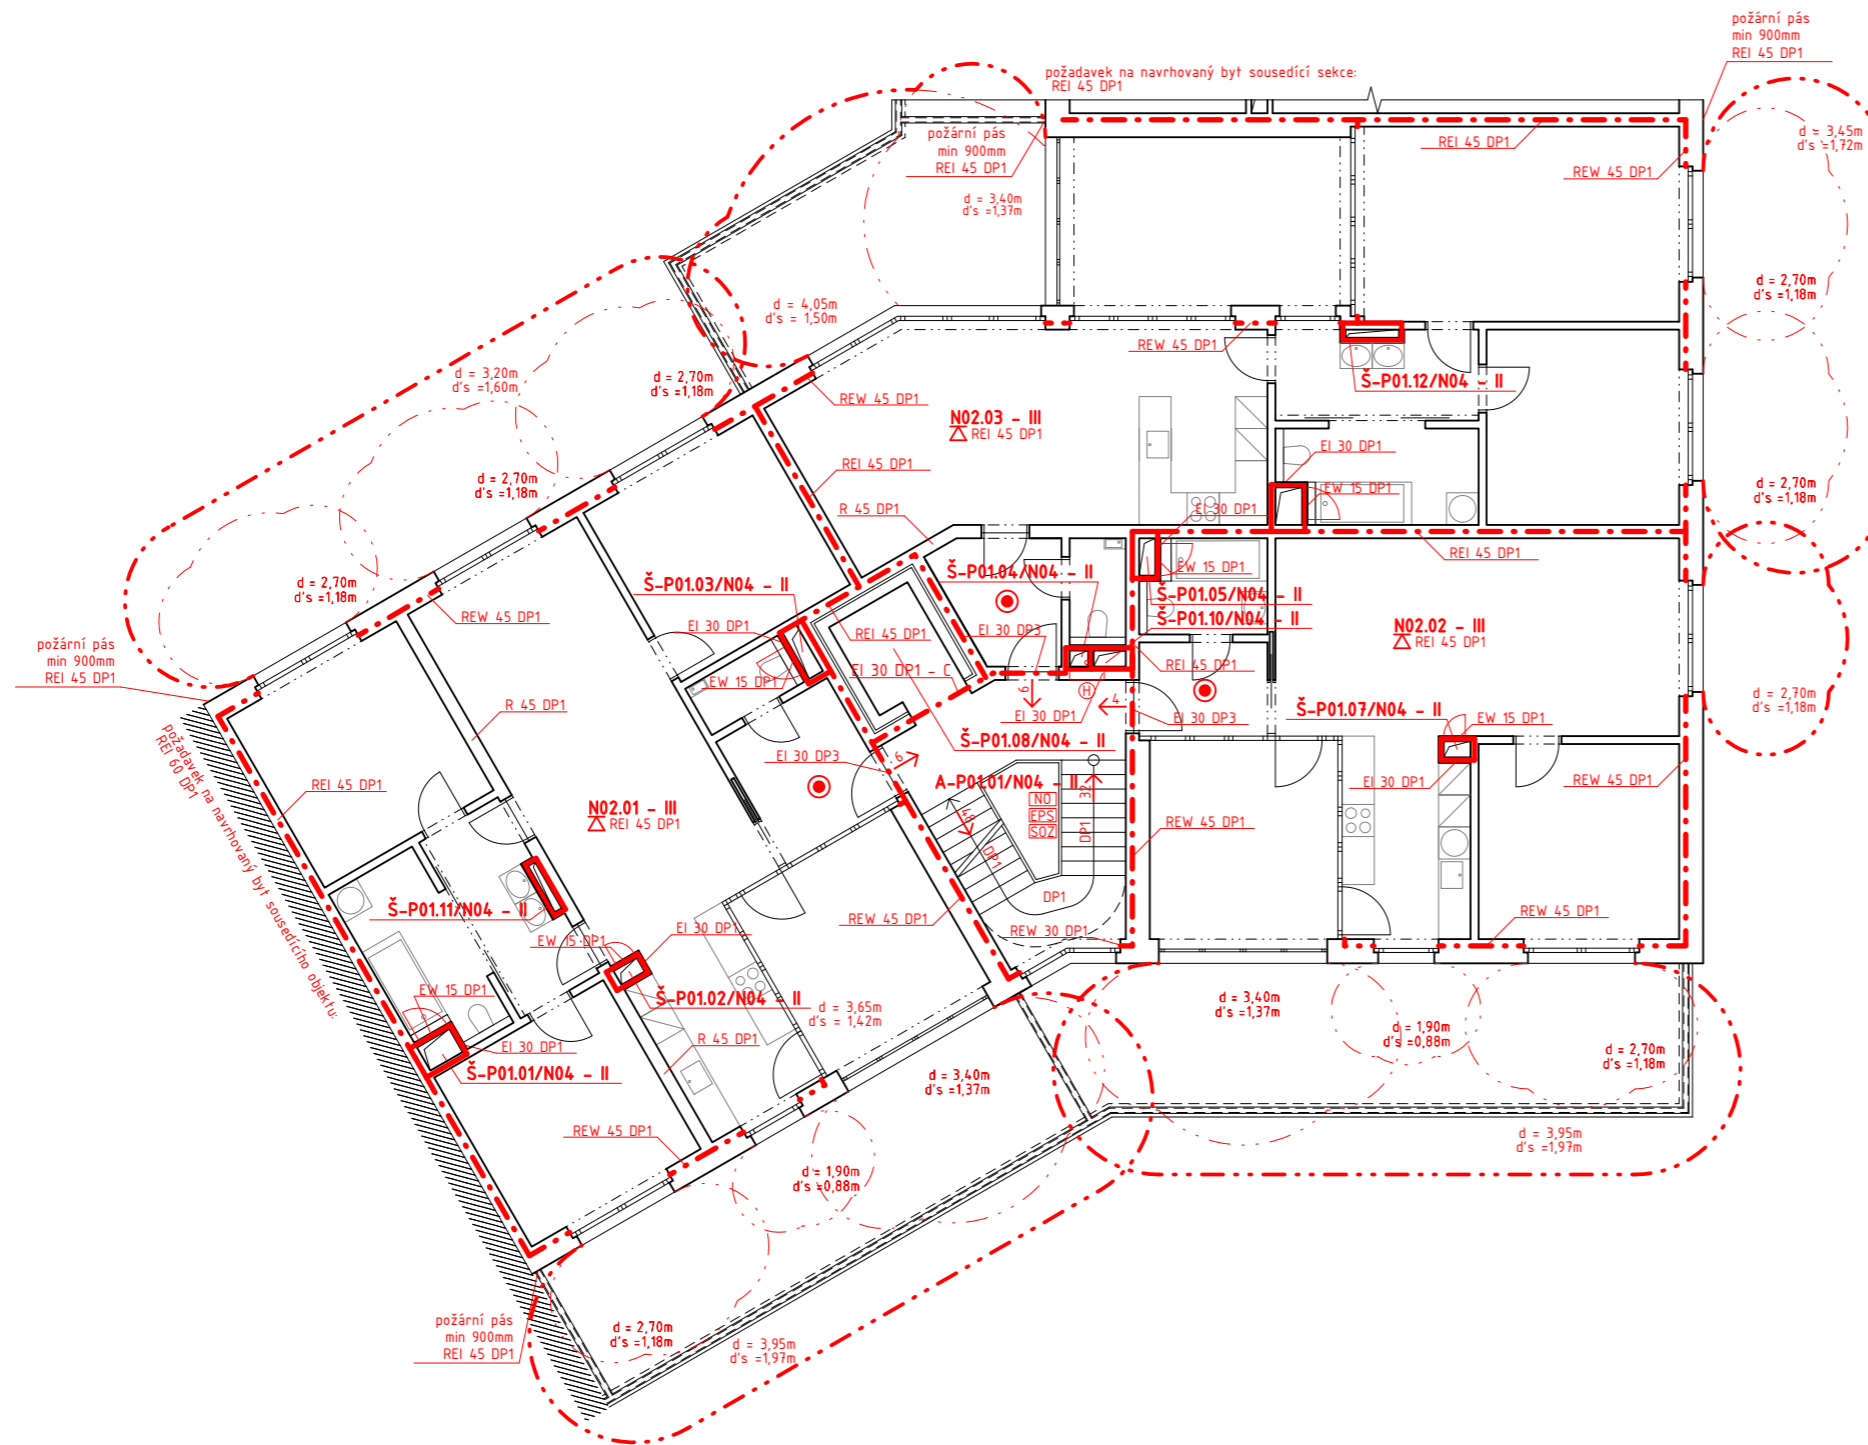 požární pás
min 900mm
REI 45 DP1
požadavek na navrhovaný byt sousedící sekce:
REI 45 DP1
požární pás
min 900mm
REI 45 DP1
REI 45 DP1
d = 3,45m
d's =1,72m
REW 45 DP1
d = 3,40m
d's =1,37m
d = 4,05m
d's = 1,50m
d = 2,70m
d's =1,18m
REW 45 DP1
d = 3,20m
d's =1,60m
d = 2,70m
d's =1,18m
Š-P01.12/N04 - II
REW 45 DP1
N02.03 - III
REI 45 DP1
EI 30 DP1
REI 45 DP1
d = 2,70m
d's =1,18m
EW 15 DP1
d = 2,70m
d's =1,18m
R 45 DP1
EI 30 DP1
REI 45 DP1
EW 15 DP1
Š-P01.04/N04 - II
d = 2,70m
d's =1,18m
Š-P01.03/N04 - II
Š-P01.05/N04 - II
Š-P01.10/N04 - II
REW 45 DP1
EI 30 DP1
REI 45 DP1
EI 30 DP3
N02.02 - III
REI 45 DP1
požární pás
min 900mm
REI 45 DP1
EI 30 DP1 - C
REI 45 DP1
EW 15 DP1
6
4
H
d = 2,70m
d's =1,18m
R 45 DP1
EI 30 DP1
EI 30 DP3
Š-P01.07/N04 - II
EW 15 DP1
požadavek na navrhovaný byt sousedícího objektu:
REI 60 DP1
Š-P01.08/N04 - II
EI 30 DP3
6
REI 45 DP1
A-P01.01/N04 - II
EI 30 DP1
REW 45 DP1
N02.01 - III
REI 45 DP1
NO
EPS
SOZ
32
48
DP1
DP1
REW 45 DP1
DP1
Š-P01.11/N04 - II
REW 45 DP1
REW 45 DP1
REW 30 DP1
EI 30 DP1
EW 15 DP1
EW 15 DP1
Š-P01.02/N04 - II
d = 3,65m
d's = 1,42m
d = 3,40m
d's =1,37m
d = 1,90m
d's =0,88m
R 45 DP1
EI 30 DP1
d = 2,70m
d's =1,18m
Š-P01.01/N04 - II
d = 3,40m
d's =1,37m
REW 45 DP1
d = 3,95m
d's =1,97m
d = 1,90m
d's =0,88m
požární pás
min 900mm
REI 45 DP1
d = 2,70m
d's =1,18m
d = 3,95m
d's =1,97m